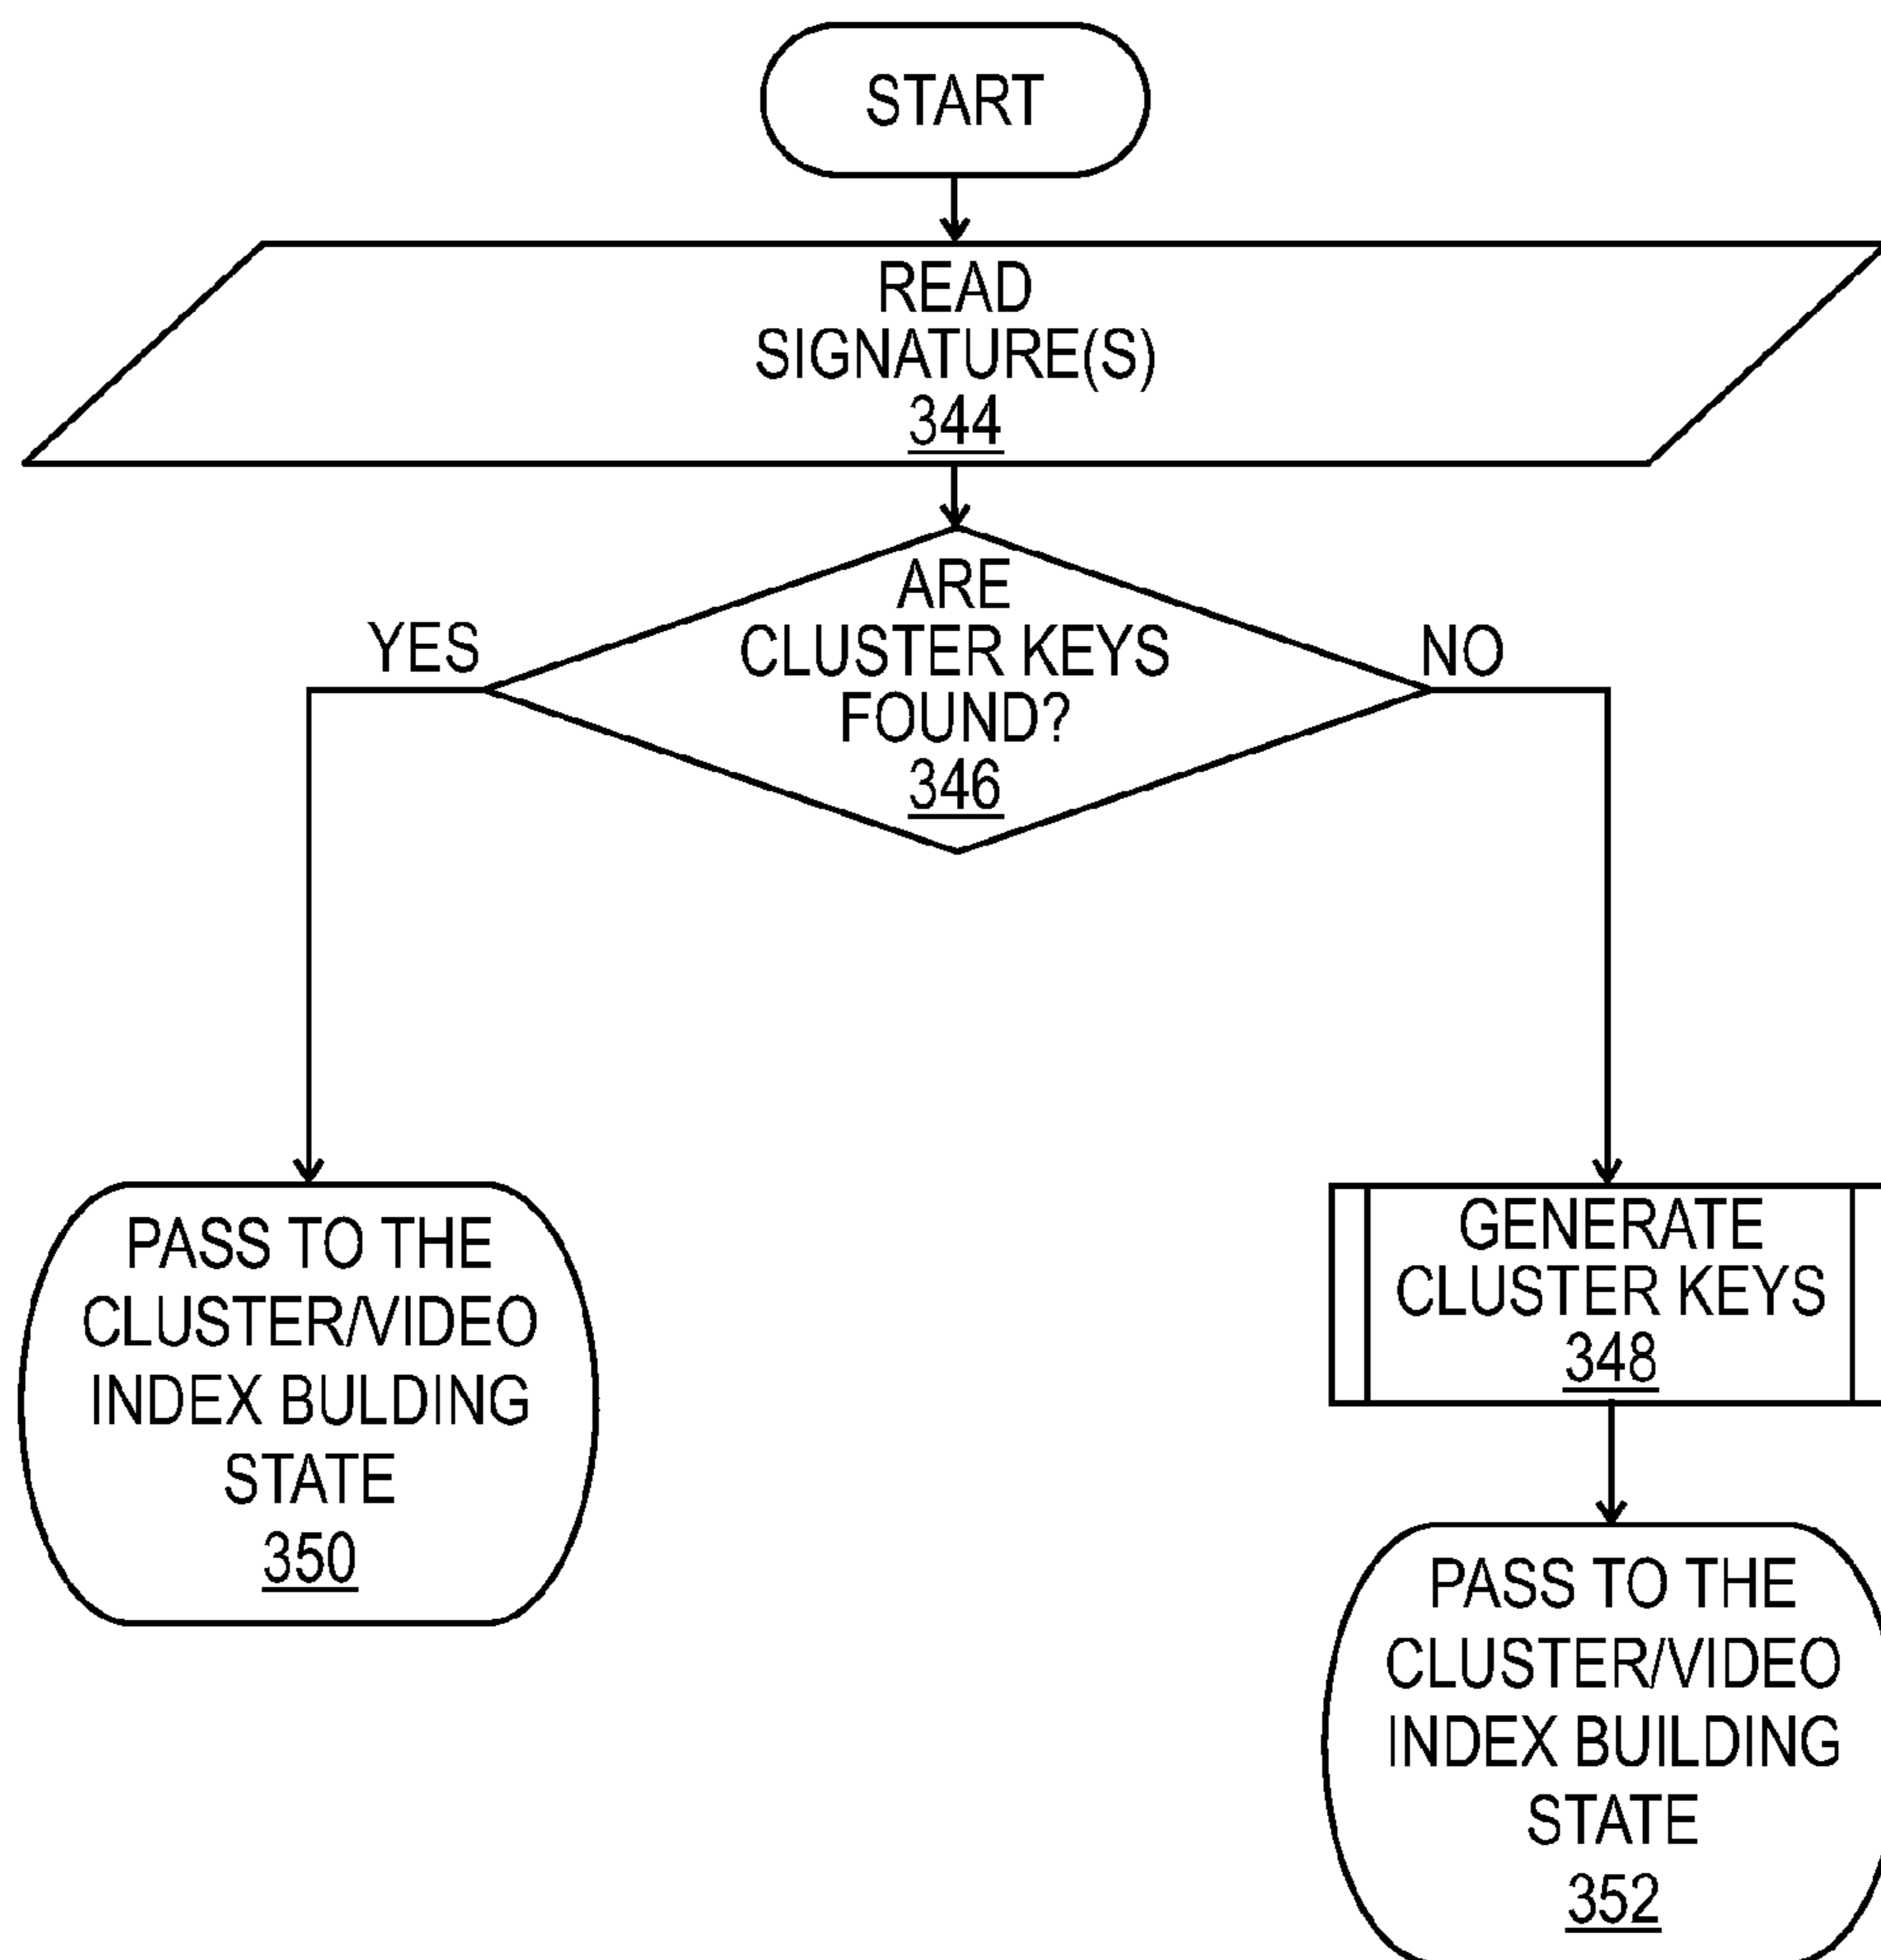 START
READ
SIGNATURE(S)
344
ARE
CLUSTER KEYS
FOUND?
346
YES
NO
PASS TO THE
CLUSTER/VIDEO
INDEX BULDING
STATE
350
GENERATE
CLUSTER KEYS
348
PASS TO THE
CLUSTER/VIDEO
INDEX BUILDING
STATE
352